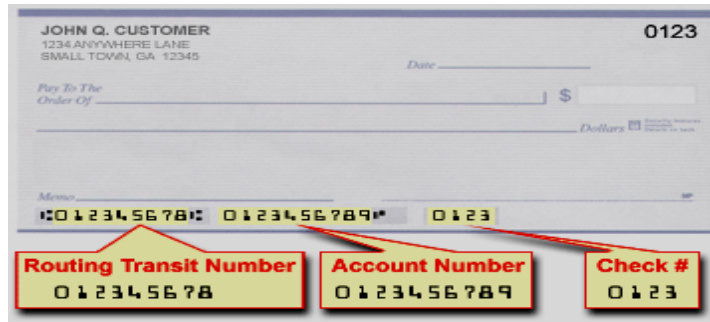 JOHN Q. CUSTOMER
0123
1234 ANYWHERE LANE
SMALL TOWN, GA 12345
Date
Pay To The
Order Of
$
Dollars
Memo
⑆012345678⑆ 0123456789⑈ 0123
Routing Transit Number
012345678
Account Number
0123456789
Check #
0123